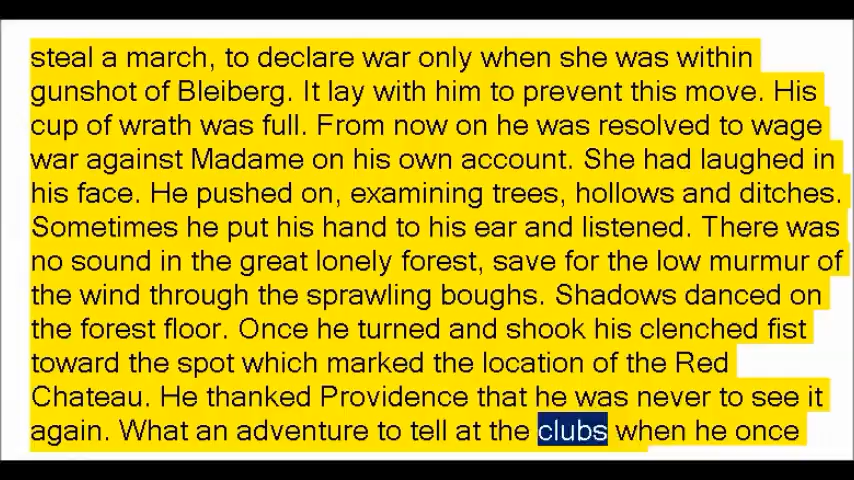 steal a march, to declare war only when she was within
gunshot of Bleiberg. It lay with him to prevent this move. His
cup of wrath was full. From now on he was resolved to wage
war against Madame on his own account. She had laughed in
his face. He pushed on, examining trees, hollows and ditches.
Sometimes he put his hand to his ear and listened. There was
no sound in the great lonely forest, save for the low murmur of
the wind through the sprawling boughs. Shadows danced on
the forest floor. Once he turned and shook his clenched fist
toward the spot which marked the location of the Red
Chateau. He thanked Providence that he was never to see it
again. What an adventure to tell at the clubs when he once